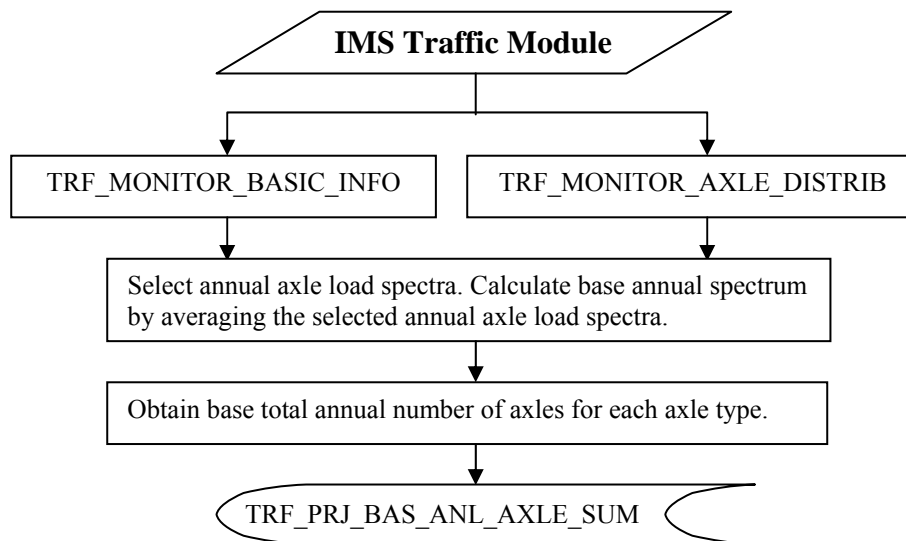 IMS Traffic Module
TRF_MONITOR_BASIC_INFO
TRF_MONITOR_AXLE_DISTRIB
Select annual axle load spectra. Calculate base annual spectrum
by averaging the selected annual axle load spectra.
Obtain base total annual number of axles for each axle type.
TRF_PRJ_BAS_ANL_AXLE_SUM